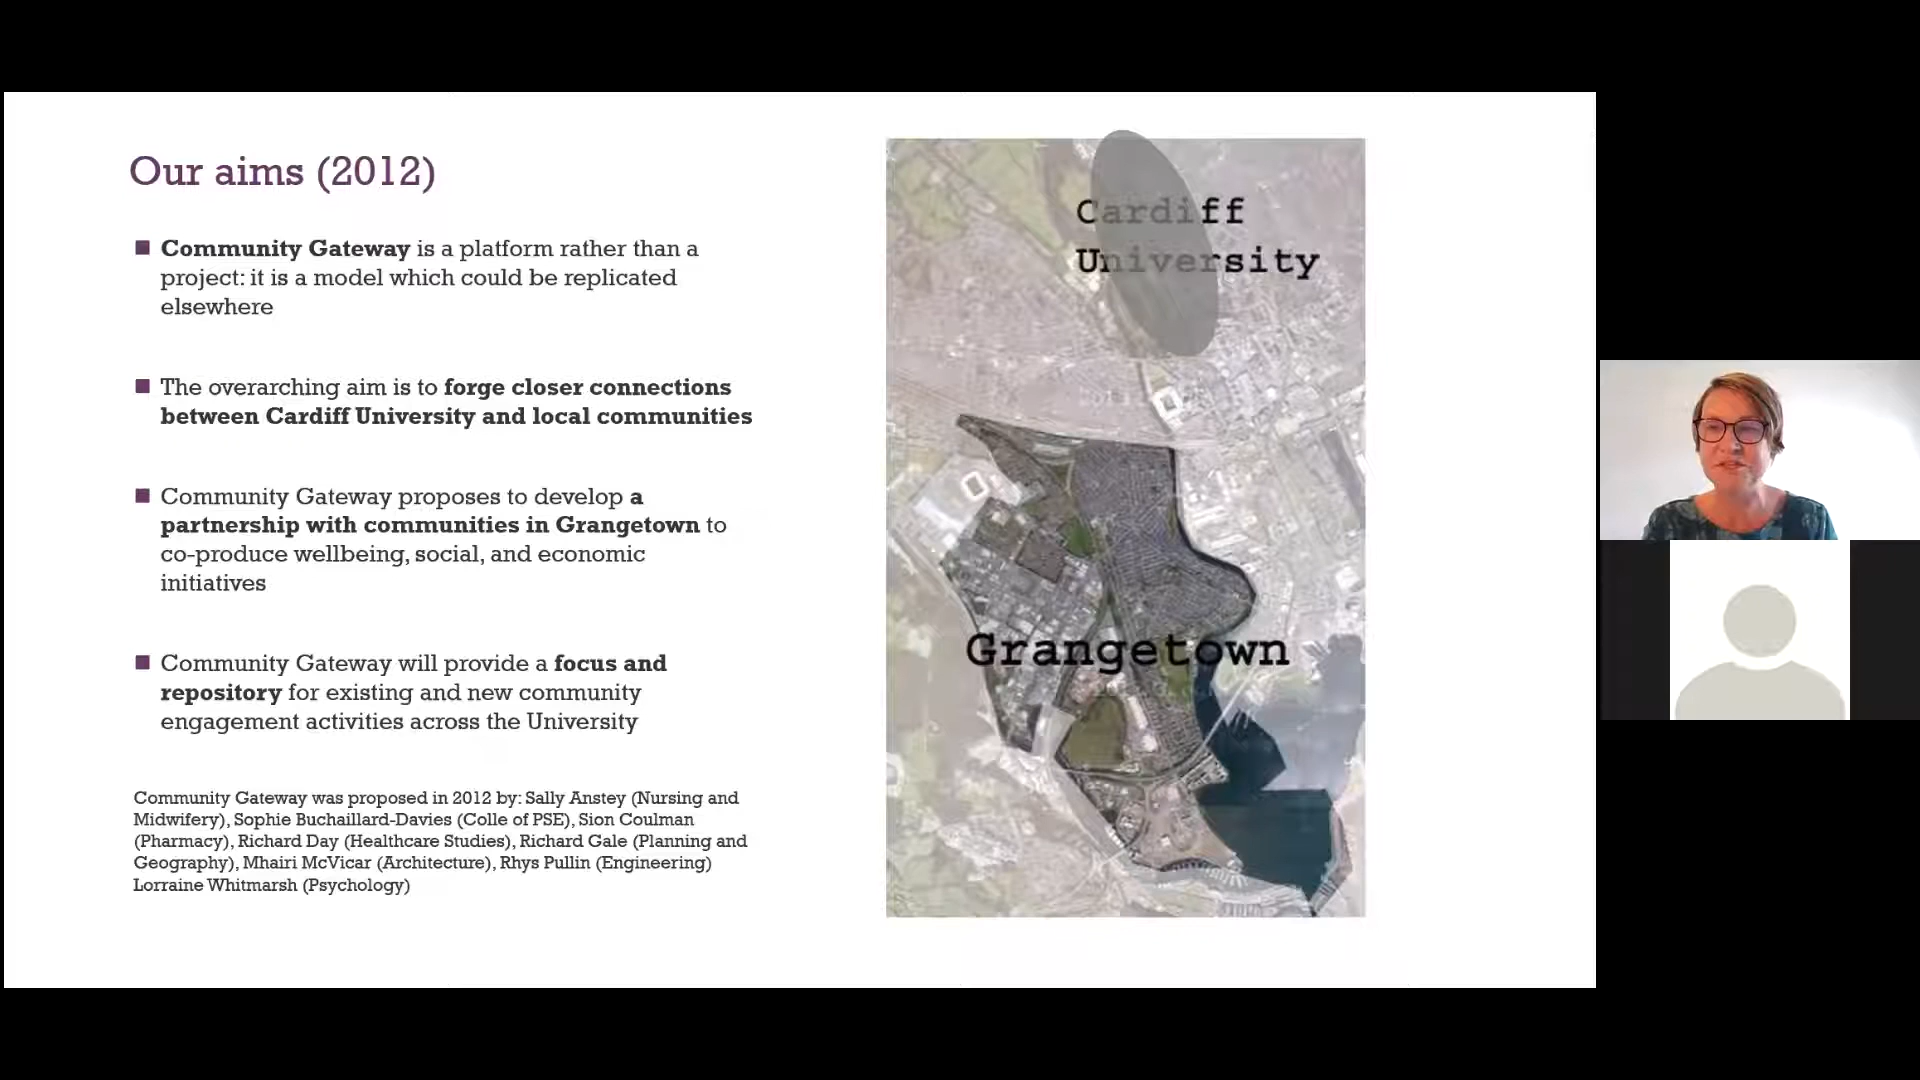 Our aims (2012)
Community Gateway is a platform rather than a
project: it is a model which could be replicated
elsewhere
The overarching aim is to forge closer connections
between Cardiff University and local communities
Community Gateway proposes to develop a
partnership with communities in Grangetown to
co-produce wellbeing, social, and economic
initiatives
Community Gateway will provide a focus and
repository for existing and new community
engagement activities across the University
Community Gateway was proposed in 2012 by: Sally Anstey (Nursing and
Midwifery), Sophie Buchaillard-Davies (Colle of PSE), Sion Coulman
(Pharmacy), Richard Day (Healthcare Studies), Richard Gale (Planning and
Geography), Mhairi McVicar (Architecture), Rhys Pullin (Engineering)
Lorraine Whitmarsh (Psychology)
Cardiff
University
Grangetown